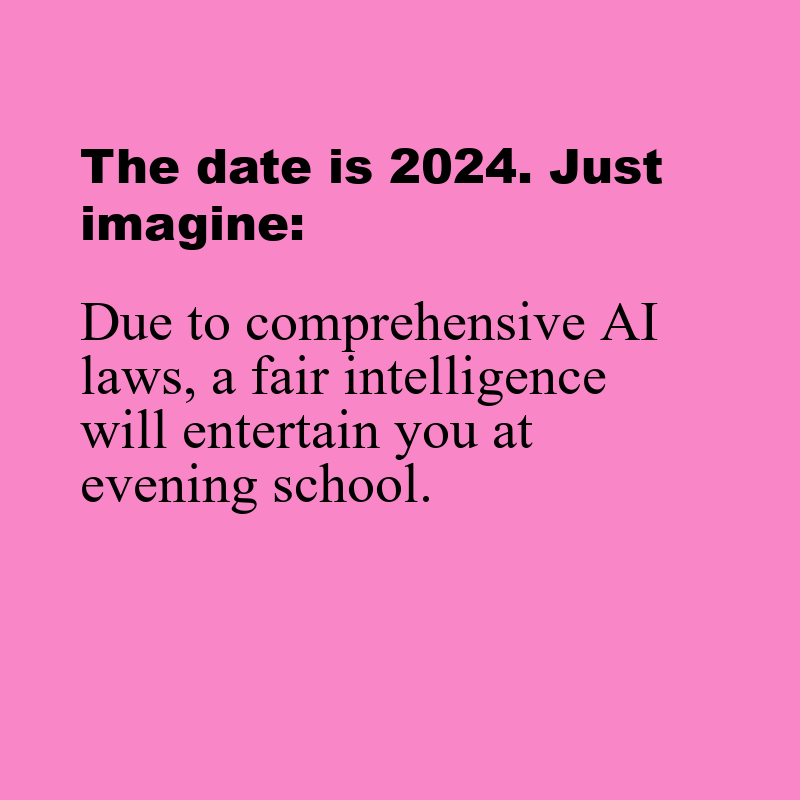 The date is 2024. Just
imagine:
Due to comprehensive AI
laws, a fair intelligence
will entertain you at
evening school.